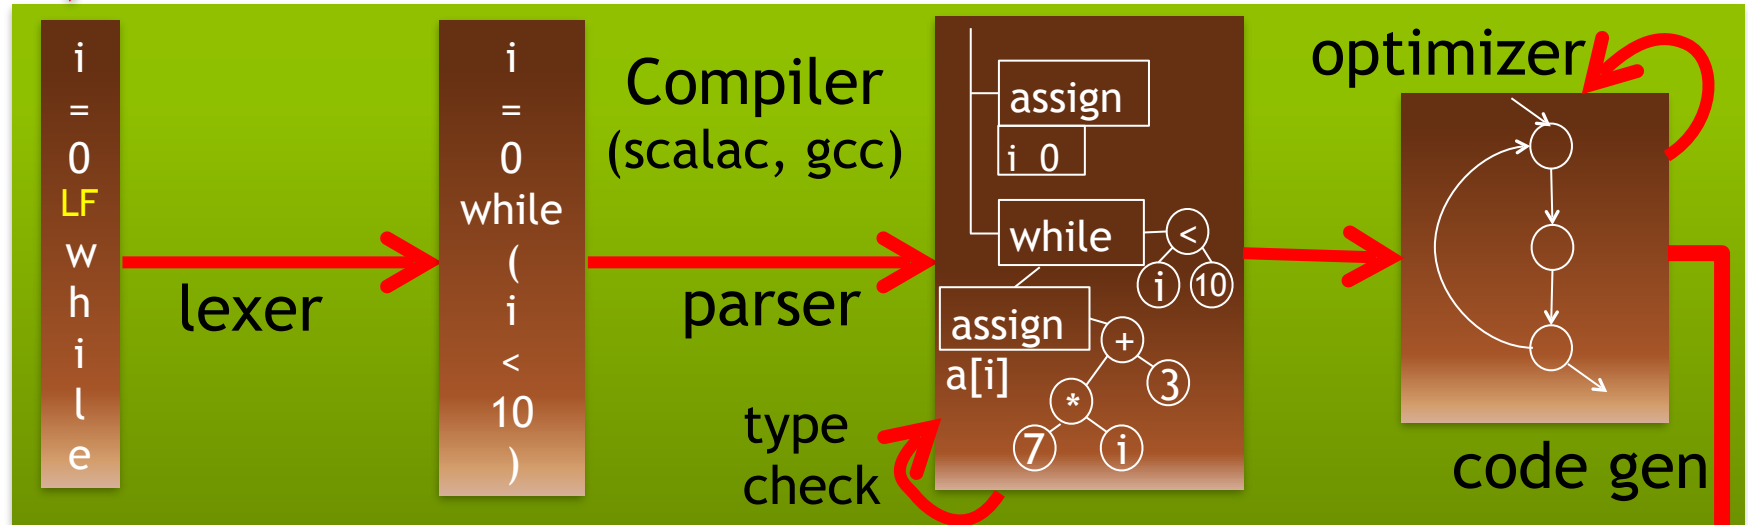 i
=
0
LF
w
h
i
l
e
lexer
i
=
0
while
(
i
<
10
)
Compiler
(scalac, gcc)
parser
assign
i 0
while
<
i
10
assign
a[i]
+
3
*
7
i
type
check
optimizer
code gen